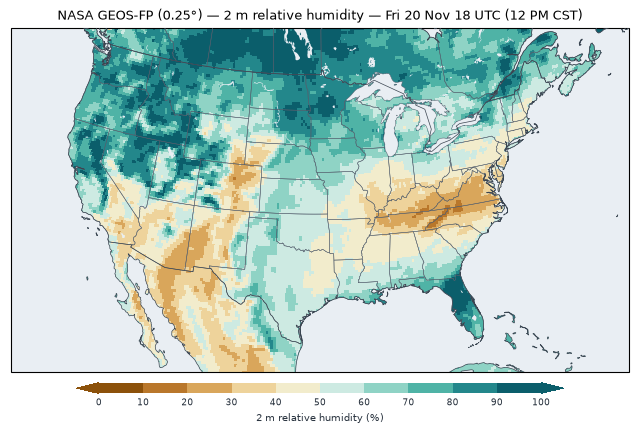 NASA GEOS-FP (0.25°) — 2 m relative humidity — Fri 20 Nov 18 UTC (12 PM CST)
0 10 20 30 40 50 60 70 80 90 100
2 m relative humidity (%)